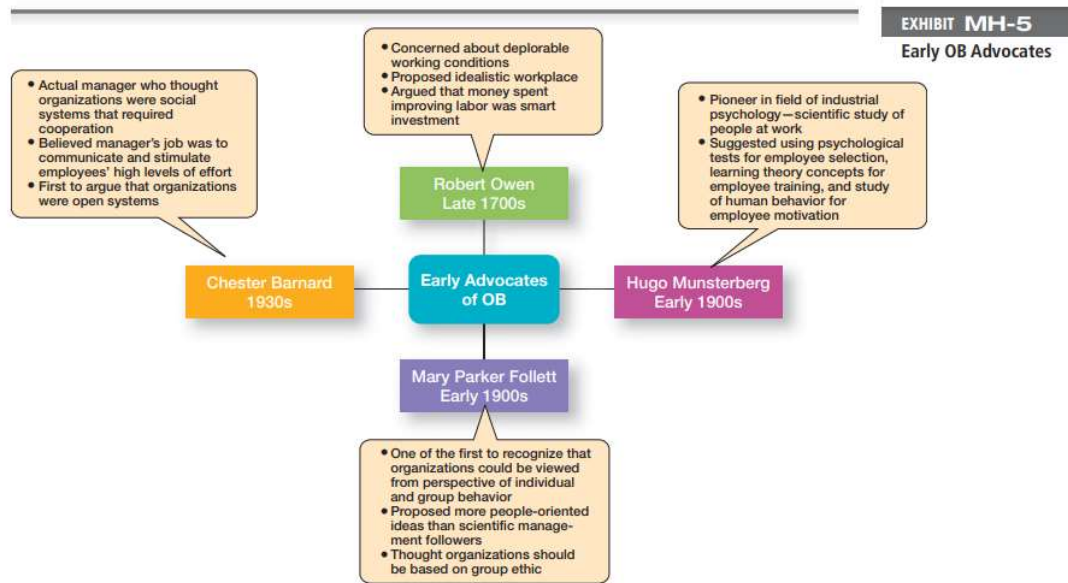 EXHIBIT MH-5
Early OB Advocates
• Concerned about deplorable
working conditions
• Proposed idealistic workplace
• Argued that money spent
improving labor was smart
investment
• Actual manager who thought
organizations were social
systems that required
cooperation
• Believed manager's job was to
communicate and stimulate
employees' high levels of effort
• First to argue that organizations
were open systems
• Pioneer in field of industrial
psychology—scientific study of
people at work
• Suggested using psychological
tests for employee selection,
learning theory concepts for
employee training, and study
of human behavior for
employee motivation
Robert Owen
Late 1700s
Chester Barnard
1930s
Early Advocates
of OB
Hugo Munsterberg
Early 1900s
Mary Parker Follett
Early 1900s
• One of the first to recognize that
organizations could be viewed
from perspective of individual
and group behavior
• Proposed more people-oriented
ideas than scientific manage-
ment followers
• Thought organizations should
be based on group ethic